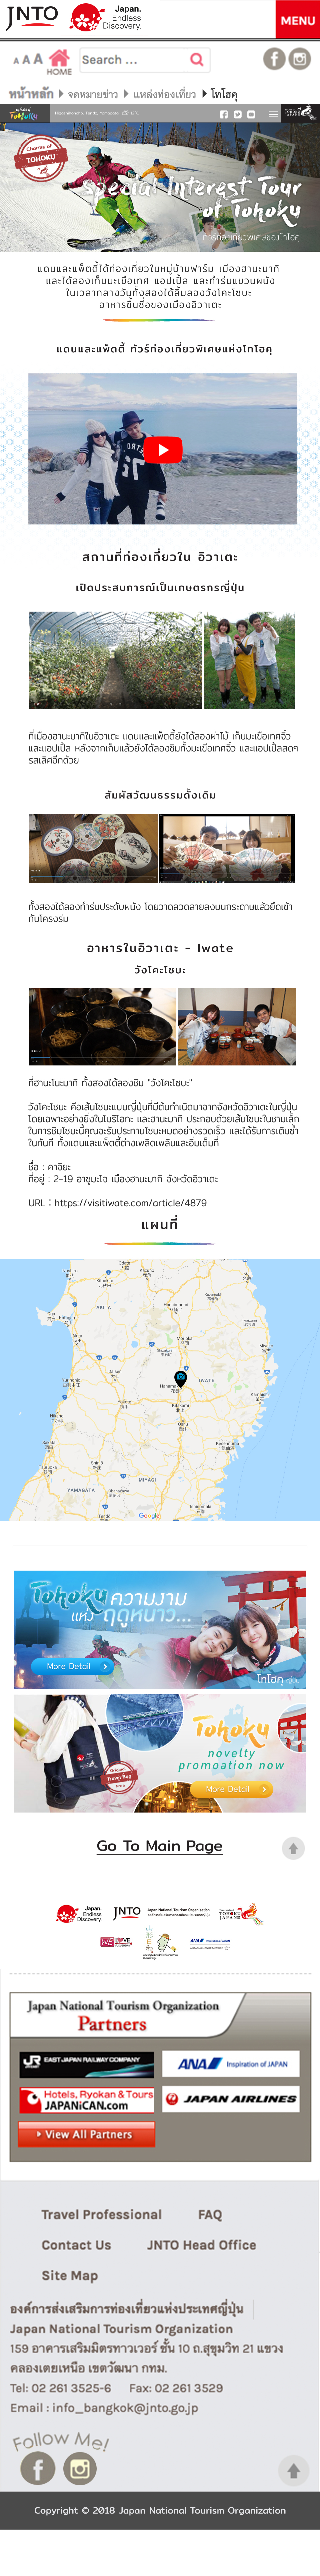 JNTO
Japan.
Endless
Discovery.
MENU
A A A
HOME
Search ...
หน้าหลัก
จดหมายข่าว
แหล่งท่องเที่ยว
โทโฮคุ
Tohoku
Charms of
TOHOKU
Special Interest Tour
of Tohoku
ทัวร์ท่องเที่ยวพิเศษของโทโฮคุ
แดนและแพ็ตตี้ได้ท่องเที่ยวในหมู่บ้านฟาร์ม เมืองฮานะมากิ
และได้ลองเก็บมะเขือเทศ แอปเปิ้ล และทำร่มแขวนผนัง
ในเวลากลางวันทั้งสองได้ลิ้มลองวังโคะโซบะ
อาหารขึ้นชื่อของเมืองอิวาเตะ
แดนและแพ็ตตี้ ทัวร์ท่องเที่ยวพิเศษแห่งโทโฮคุ
สถานที่ท่องเที่ยวใน อิวาเตะ
เปิดประสบการณ์เป็นเกษตรกรญี่ปุ่น
ที่เมืองฮานะมากิในอิวาเตะ แดนและแพ็ตตี้ยังได้ลองผ่าไม้ เก็บมะเขือเทศจิ๋ว
และแอปเปิ้ล หลังจากเก็บแล้วยังได้ลองชิมทั้งมะเขือเทศจิ๋ว และแอปเปิ้ลสดๆ
รสเลิศอีกด้วย
สัมผัสวัฒนธรรมดั้งเดิม
ทั้งสองได้ลองทำร่มประดับผนัง โดยวาดลวดลายลงบนกระดาษแล้วยึดเข้า
กับโครงร่ม
อาหารในอิวาเตะ - Iwate
วังโคะโซบะ
ที่ฮานะโนะมากิ ทั้งสองได้ลองชิม "วังโคะโซบะ"
วังโคะโซบะ คือเส้นโซบะแบบญี่ปุ่นที่มีต้นกำเนิดมาจากจังหวัดอิวาเตะในญี่ปุ่น
โดยเฉพาะอย่างยิ่งในโมริโอกะ และฮานะมากิ ประกอบด้วยเส้นโซบะในชามเล็ก
ในการชิมโซบะนี้คุณจะรับประทานโซบะหมดอย่างรวดเร็ว และได้รับการเติมซ้ำ
ในทันที ทั้งแดนและแพ็ตตี้ต่างเพลิดเพลินและอิ่มเต็มที่
ชื่อ : คาจิยะ
ที่อยู่ : 2-19 อาซูมะโจ เมืองฮานะมากิ จังหวัดอิวาเตะ
URL : https://visitiwate.com/article/4879
แผนที่
AKITA
Morioka
IWATE
Kitakami
MIYAGI
YAMAGATA
Google
Tohoku ความงาม
แห่ง ฤดูหนาว...
More Detail
โทโฮคุ
Tohoku
novelty
promoation now
More Detail
Original
Travel Bag
Free
Go To Main Page
Japan.
Endless
Discovery.
JNTO
Japan National Tourism Organization
ANA
Japan National Tourism Organization
Partners
JR EAST JAPAN RAILWAY COMPANY
ANA Inspiration of JAPAN
Hotels, Ryokan & Tours
JAPANiCAN.com
JAPAN AIRLINES
View All Partners
Travel Professional
FAQ
Contact Us
JNTO Head Office
Site Map
องค์การส่งเสริมการท่องเที่ยวแห่งประเทศญี่ปุ่น
Japan National Tourism Organization
159 อาคารเสริมมิตรทาวเวอร์ ชั้น 10 ถ.สุขุมวิท 21 แขวง
คลองเตยเหนือ เขตวัฒนา กทม.
Tel: 02 261 3525-6 Fax: 02 261 3529
Email : info_bangkok@jnto.go.jp
Follow Me!
Copyright © 2018 Japan National Tourism Organization